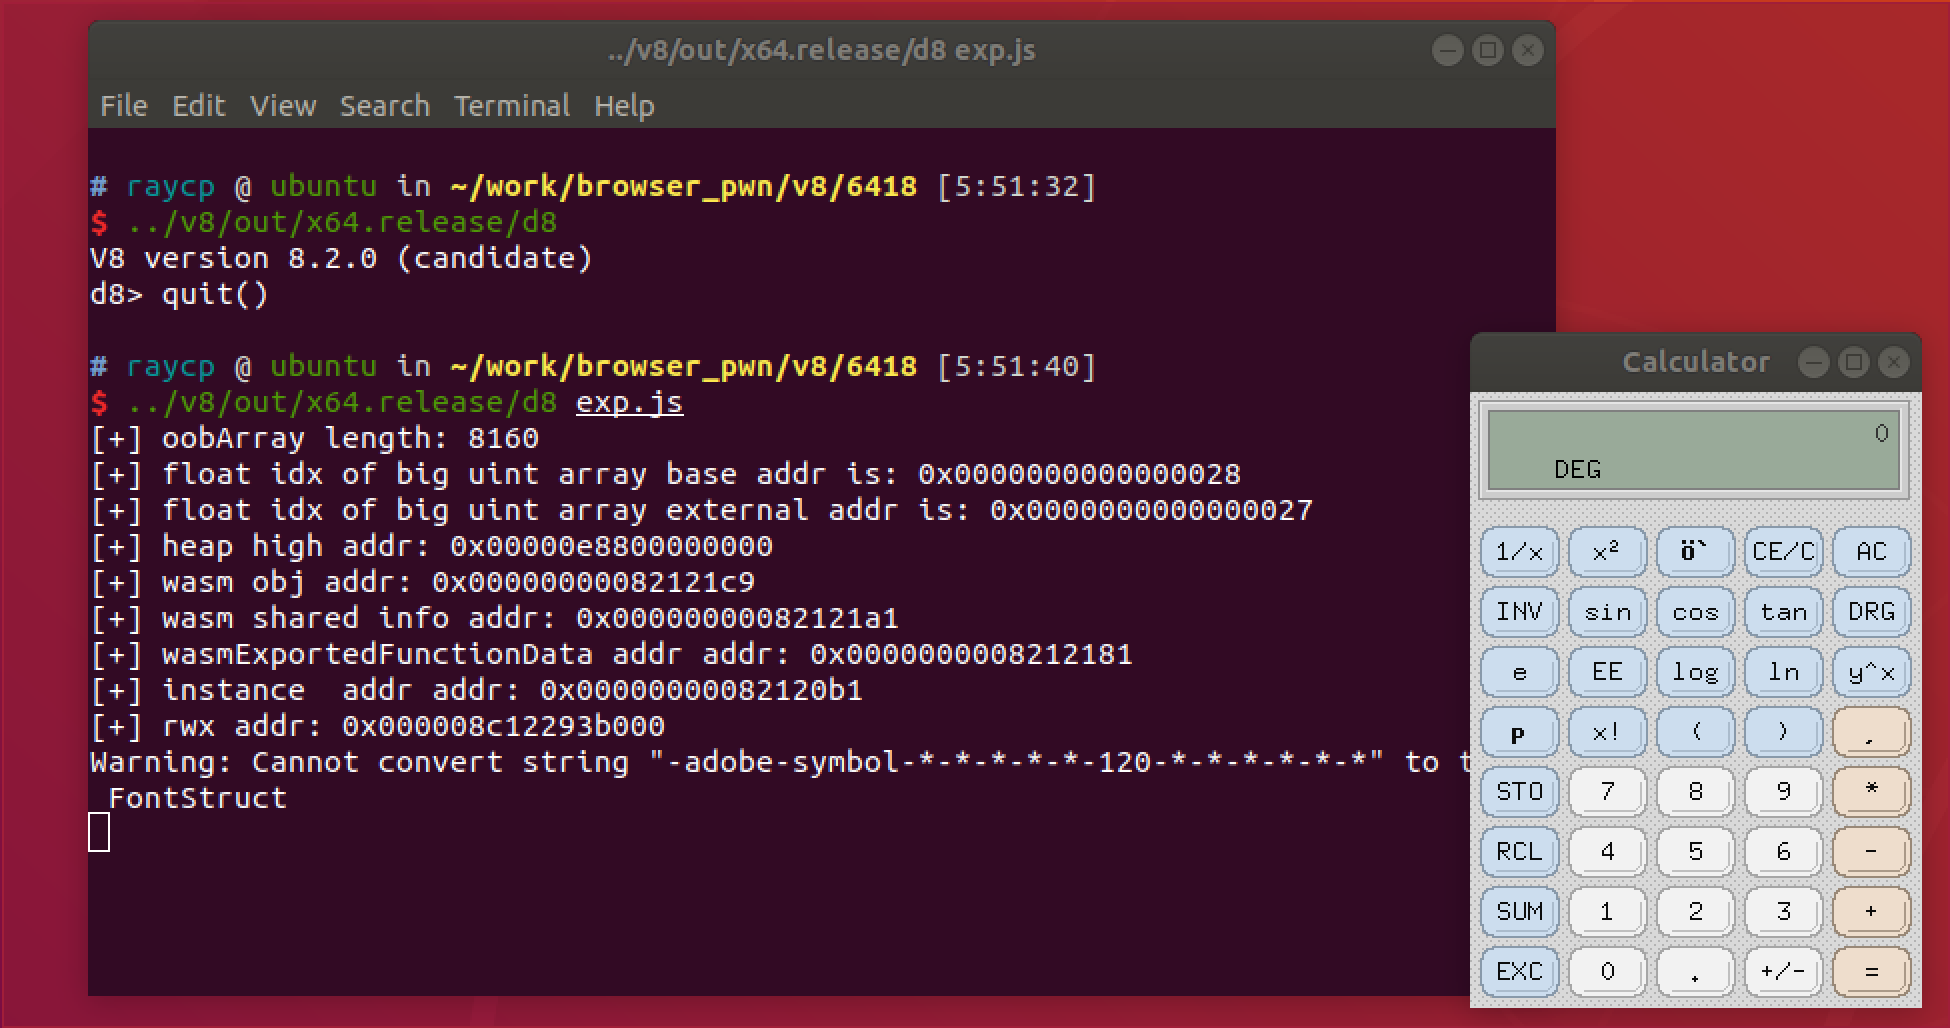 ../v8/out/x64.release/d8 exp.js
File Edit View Search Terminal Help
# raycp @ ubuntu in ~/work/browser_pwn/v8/6418 [5:51:32]
$ ../v8/out/x64.release/d8
V8 version 8.2.0 (candidate)
d8> quit()
# raycp @ ubuntu in ~/work/browser_pwn/v8/6418 [5:51:40]
$ ../v8/out/x64.release/d8 exp.js
[+] oobArray length: 8160
[+] float idx of big uint array base addr is: 0x0000000000000028
[+] float idx of big uint array external addr is: 0x0000000000000027
[+] heap high addr: 0x00000e8800000000
[+] wasm obj addr: 0x00000000082121c9
[+] wasm shared info addr: 0x00000000082121a1
[+] wasmExportedFunctionData addr addr: 0x0000000008212181
[+] instance  addr addr: 0x00000000082120b1
[+] rwx addr: 0x000008c12293b000
Warning: Cannot convert string "-adobe-symbol-*-*-*-*-*-120-*-*-*-*-*-*" to t
FontStruct
Calculator
0
DEG
1/x x² ö` CE/C AC
INV sin cos tan DRG
e EE log ln y^x
p x! ( ) ,
STO 7 8 9 *
RCL 4 5 6 -
SUM 1 2 3 +
EXC 0 . +/- =